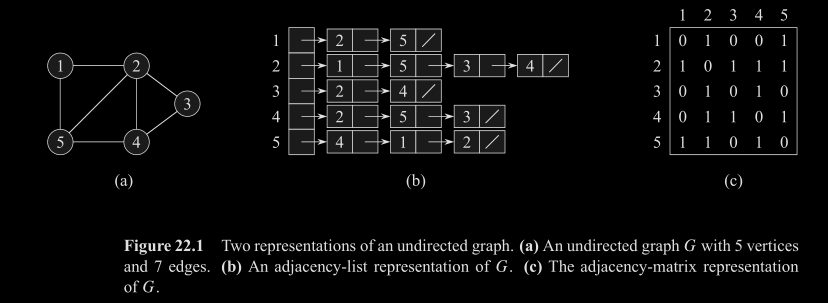 1 2 3 4 5
1 0 1 0 0 1
2 1 0 1 1 1
3 0 1 0 1 0
4 0 1 1 0 1
5 1 1 0 1 0
1 2 5
2 1 5 3 4
3 2 4
4 2 5 3
5 4 1 2
1 2
3
5 4
(a) (b) (c)
Figure 22.1 Two representations of an undirected graph. (a) An undirected graph G with 5 vertices
and 7 edges. (b) An adjacency-list representation of G. (c) The adjacency-matrix representation
of G.